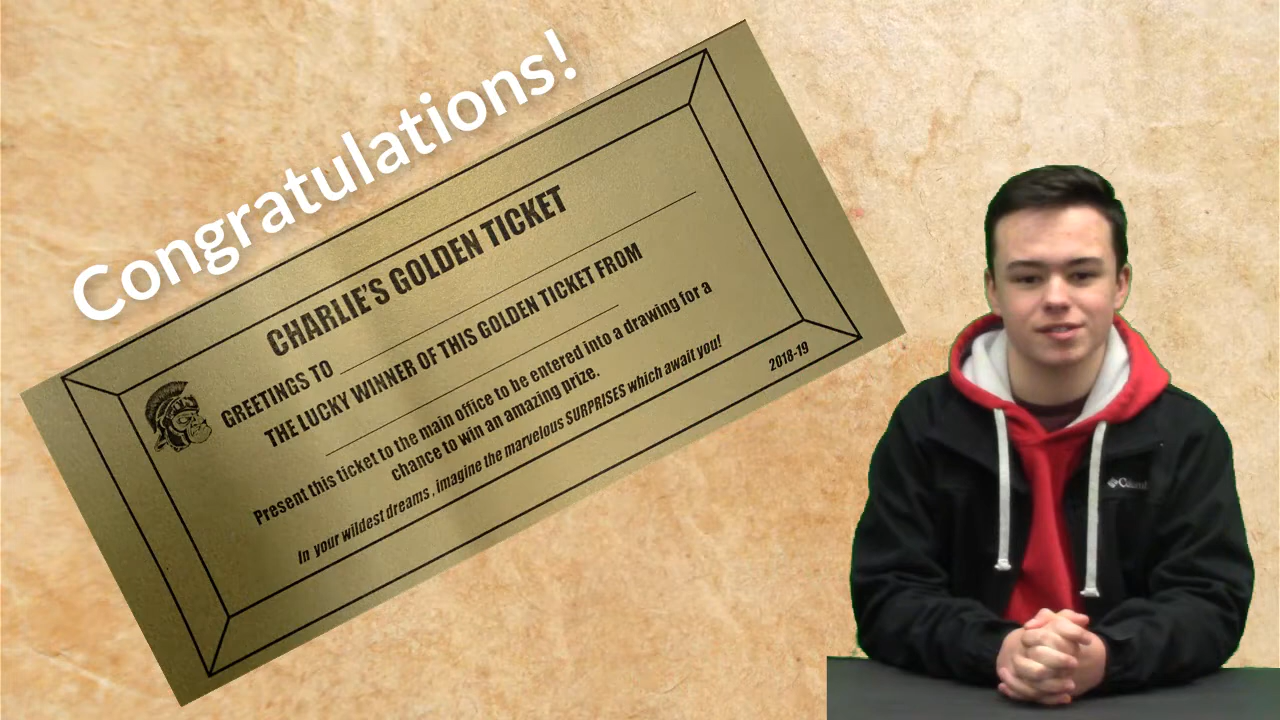 Congratulations!
CHARLIE'S GOLDEN TICKET
GREETINGS TO
THE LUCKY WINNER OF THIS GOLDEN TICKET FROM
Present this ticket to the main office to be entered into a drawing for a
chance to win an amazing prize.
In your wildest dreams, imagine the marvelous SURPRISES which await you!
2018-19
Columbia